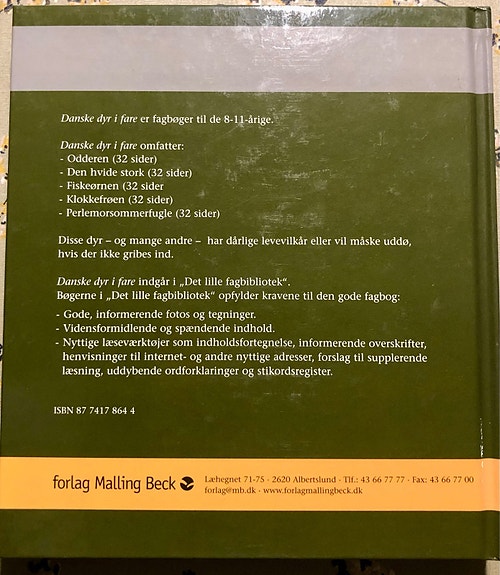 Danske dyr i fare er fagbøger til de 8-11-årige.
Danske dyr i fare omfatter:
- Odderen (32 sider)
- Den hvide stork (32 sider)
- Fiskeørnen (32 sider
- Klokkefrøen (32 sider)
- Perlemorsommerfugle (32 sider)
Disse dyr – og mange andre – har dårlige levevilkår eller vil måske uddø,
hvis der ikke gribes ind.
Danske dyr i fare indgår i „Det lille fagbibliotek“.
Bøgerne i „Det lille fagbibliotek“ opfylder kravene til den gode fagbog:
- Gode, informerende fotos og tegninger.
- Vidensformidlende og spændende indhold.
- Nyttige læseværktøjer som indholdsfortegnelse, informerende overskrifter,
henvisninger til internet- og andre nyttige adresser, forslag til supplerende
læsning, uddybende ordforklaringer og stikordsregister.
ISBN 87 7417 864 4
forlag Malling Beck
Læhegnet 71-75 · 2620 Albertslund · Tlf.: 43 66 77 77 · Fax: 43 66 77 00
forlag@mb.dk · www.forlagmallingbeck.dk